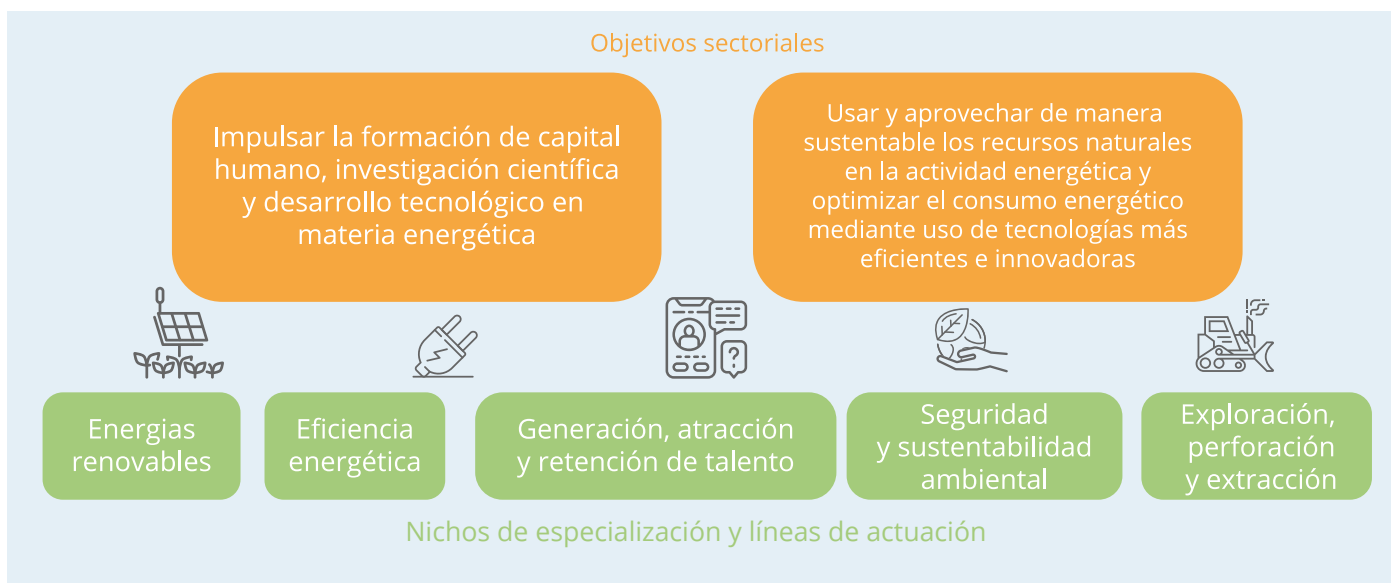 Objetivos sectoriales
Impulsar la formación de capital
humano, investigación científica
y desarrollo tecnológico en
materia energética
Usar y aprovechar de manera
sustentable los recursos naturales
en la actividad energética y
optimizar el consumo energético
mediante uso de tecnologías más
eficientes e innovadoras
?
Energias
renovables
Eficiencia
energética
Generación, atracción
y retención de talento
Seguridad
y sustentabilidad
ambiental
Exploración,
perforación
y extracción
Nichos de especialización y líneas de actuación